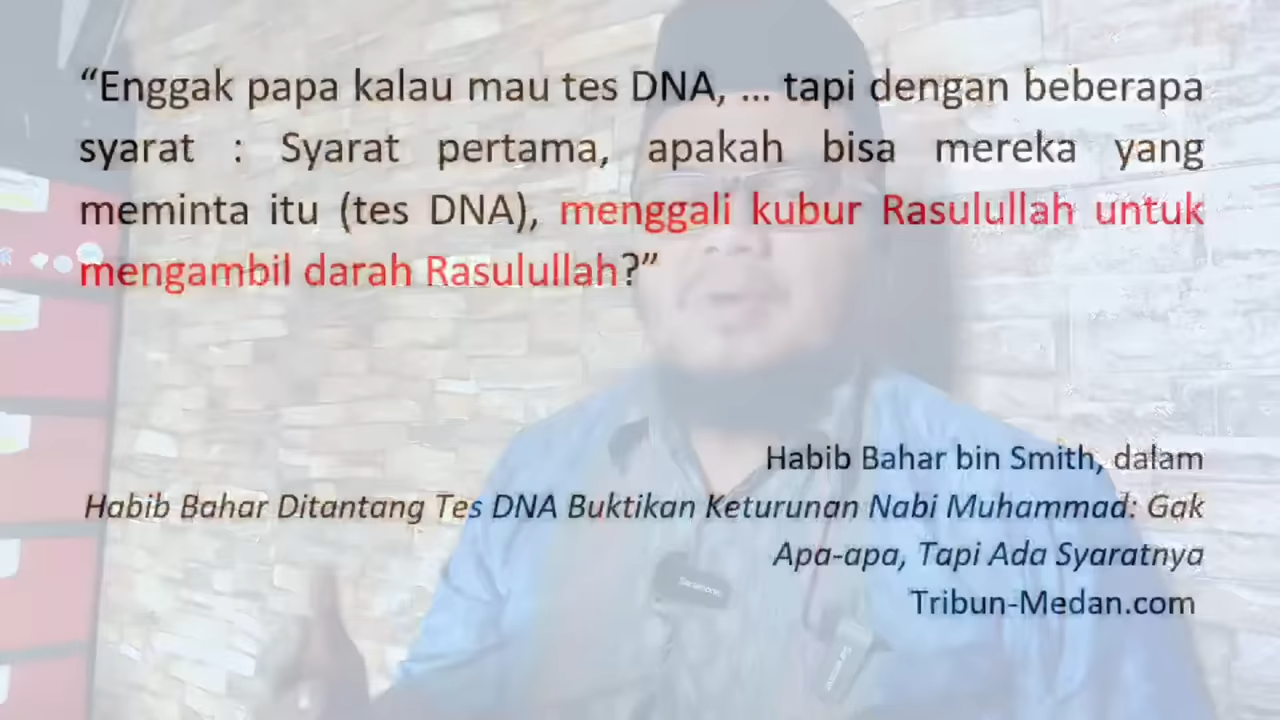 “Enggak papa kalau mau tes DNA, ... tapi dengan beberapa
syarat : Syarat pertama, apakah bisa mereka yang
meminta itu (tes DNA), menggali kubur Rasulullah untuk
mengambil darah Rasulullah?”
Habib Bahar bin Smith, dalam
Habib Bahar Ditantang Tes DNA Buktikan Keturunan Nabi Muhammad: Gak
Apa-apa, Tapi Ada Syaratnya
Tribun-Medan.com
Saramonic